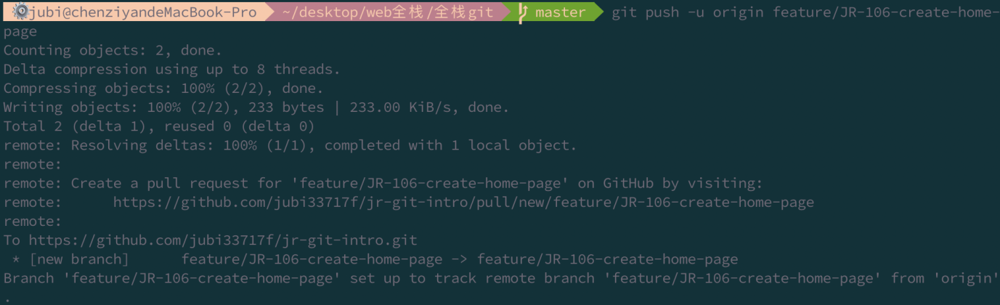 jubi@chenziyandeMacBook-Pro ~/desktop/web全栈/全栈git master git push -u origin feature/JR-106-create-home-
page
Counting objects: 2, done.
Delta compression using up to 8 threads.
Compressing objects: 100% (2/2), done.
Writing objects: 100% (2/2), 233 bytes | 233.00 KiB/s, done.
Total 2 (delta 1), reused 0 (delta 0)
remote: Resolving deltas: 100% (1/1), completed with 1 local object.
remote:
remote: Create a pull request for 'feature/JR-106-create-home-page' on GitHub by visiting:
remote:      https://github.com/jubi33717f/jr-git-intro/pull/new/feature/JR-106-create-home-page
remote:
To https://github.com/jubi33717f/jr-git-intro.git
 * [new branch]      feature/JR-106-create-home-page -> feature/JR-106-create-home-page
Branch 'feature/JR-106-create-home-page' set up to track remote branch 'feature/JR-106-create-home-page' from 'origin'
.